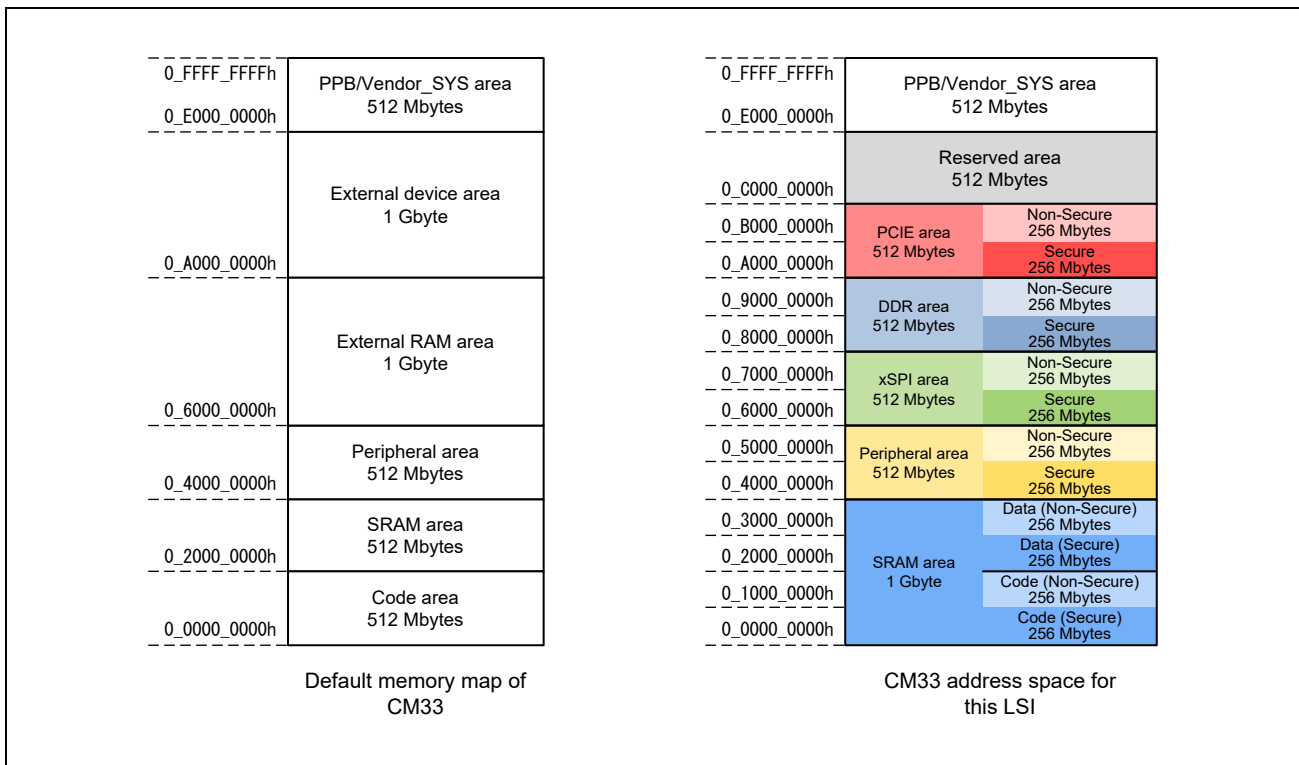 0_FFFF_FFFFh
PPB/Vendor_SYS area
512 Mbytes
0_E000_0000h
External device area
1 Gbyte
0_A000_0000h
External RAM area
1 Gbyte
0_6000_0000h
Peripheral area
512 Mbytes
0_4000_0000h
SRAM area
512 Mbytes
0_2000_0000h
Code area
512 Mbytes
0_0000_0000h
Default memory map of
CM33
0_FFFF_FFFFh
PPB/Vendor_SYS area
512 Mbytes
0_E000_0000h
Reserved area
512 Mbytes
0_C000_0000h
PCIE area
512 Mbytes
Non-Secure
256 Mbytes
0_B000_0000h
Secure
256 Mbytes
0_A000_0000h
DDR area
512 Mbytes
Non-Secure
256 Mbytes
0_9000_0000h
Secure
256 Mbytes
0_8000_0000h
xSPI area
512 Mbytes
Non-Secure
256 Mbytes
0_7000_0000h
Secure
256 Mbytes
0_6000_0000h
Peripheral area
512 Mbytes
Non-Secure
256 Mbytes
0_5000_0000h
Secure
256 Mbytes
0_4000_0000h
SRAM area
1 Gbyte
Data (Non-Secure)
256 Mbytes
0_3000_0000h
Data (Secure)
256 Mbytes
0_2000_0000h
Code (Non-Secure)
256 Mbytes
0_1000_0000h
Code (Secure)
256 Mbytes
0_0000_0000h
CM33 address space for
this LSI